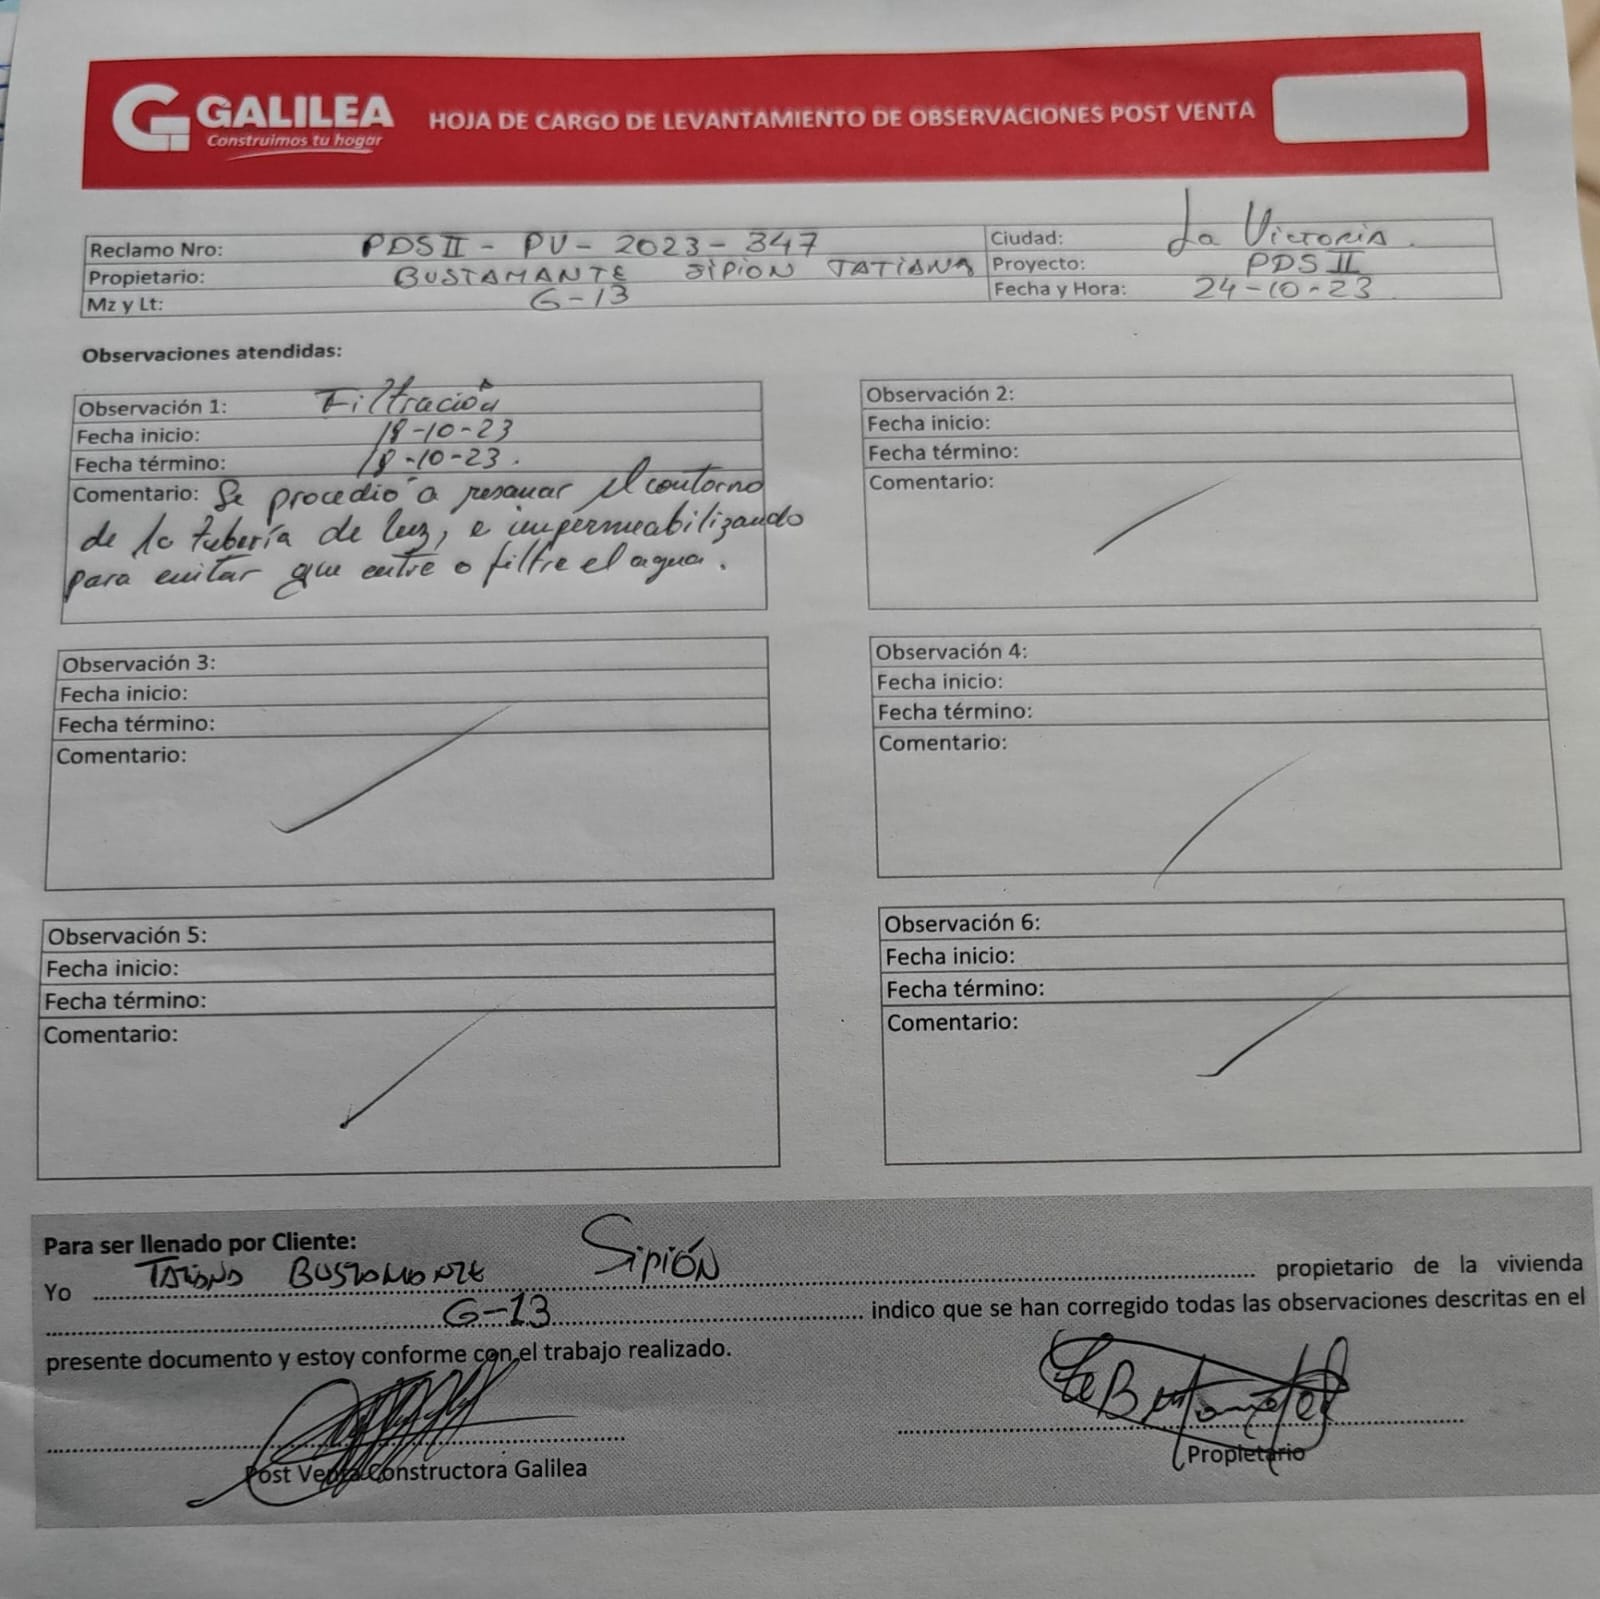 GALILEA
Construimos tu hogar
HOJA DE CARGO DE LEVANTAMIENTO DE OBSERVACIONES POST VENTA
Reclamo Nro: PDS II - PV - 2023 - 347
Ciudad: La Victoria.
Propietario: BUSTAMANTE SIPION TATIANA
Proyecto: PDS II
Mz y Lt: G-13
Fecha y Hora: 24-10-23
Observaciones atendidas:
Observación 1: Filtración
Fecha inicio: 18-10-23
Fecha término: 18-10-23.
Comentario: Se procedió a resanar el contorno
de la tubería de luz, e impermeabilizando
para evitar que entre o filtre el agua.
Observación 2:
Fecha inicio:
Fecha término:
Comentario:
Observación 3:
Fecha inicio:
Fecha término:
Comentario:
Observación 4:
Fecha inicio:
Fecha término:
Comentario:
Observación 5:
Fecha inicio:
Fecha término:
Comentario:
Observación 6:
Fecha inicio:
Fecha término:
Comentario:
Para ser llenado por Cliente:
Yo TATIANA BUSTAMANTE SIPIÓN propietario de la vivienda
G-13 indico que se han corregido todas las observaciones descritas en el
presente documento y estoy conforme con el trabajo realizado.
Post Venta Constructora Galilea
Propietario